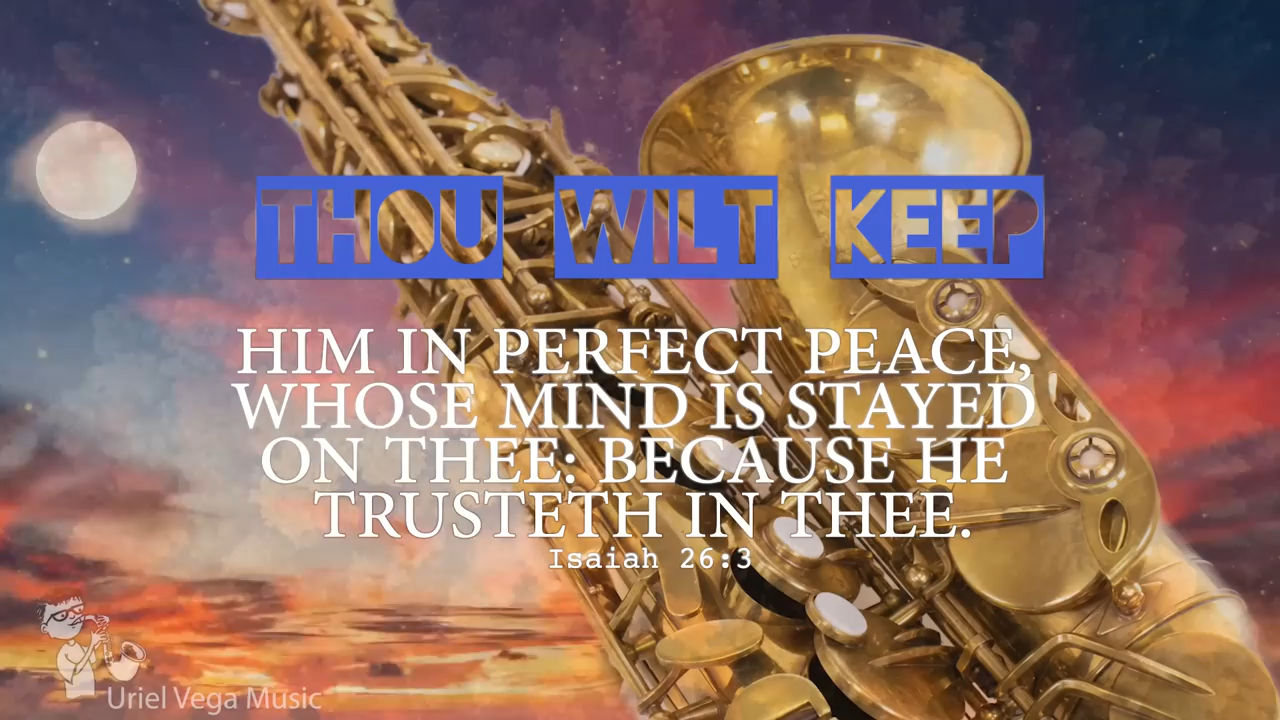 THOU WILT KEEP
HIM IN PERFECT PEACE,
WHOSE MIND IS STAYED
ON THEE: BECAUSE HE
TRUSTETH IN THEE.
Isaiah 26:3
Uriel Vega Music